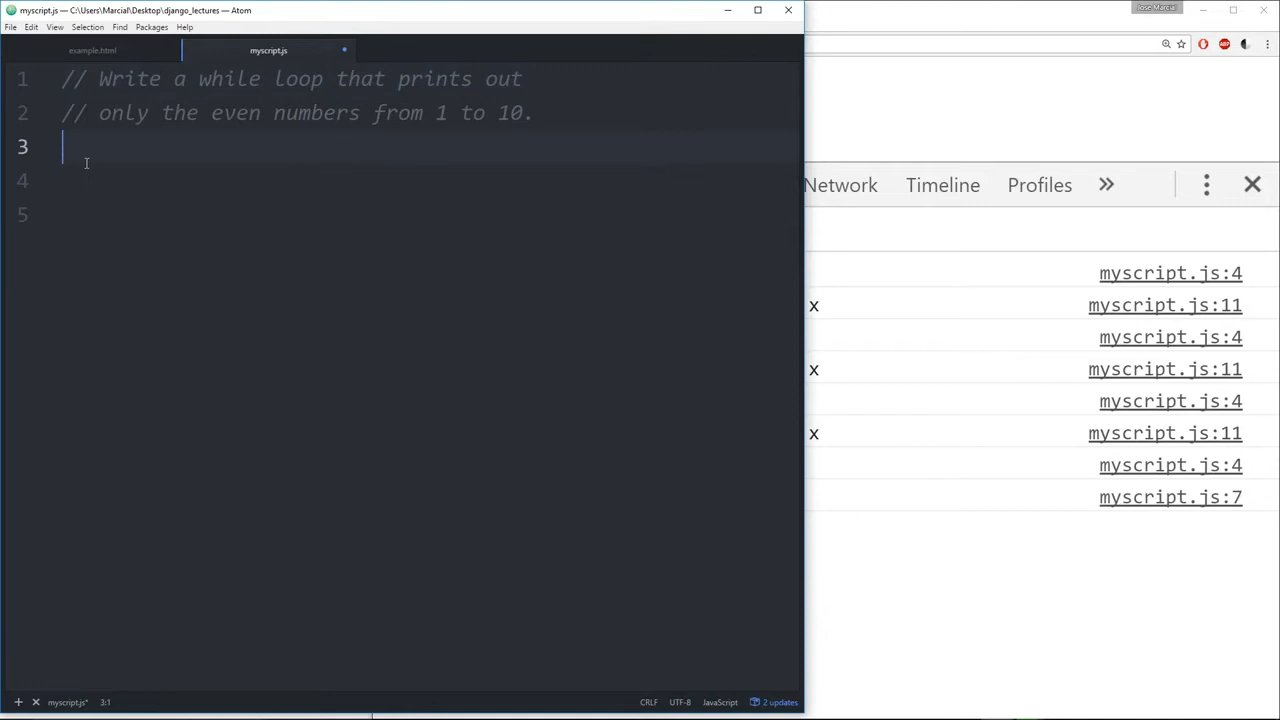 myscript.js — C:\Users\Marcial\Desktop\django_lectures — Atom
Jose Marcial
File Edit View Selection Find Packages Help
example.html
myscript.js
1 // Write a while loop that prints out
2 // only the even numbers from 1 to 10.
3
4
5
Network Timeline Profiles »
myscript.js:4
x myscript.js:11
myscript.js:4
x myscript.js:11
myscript.js:4
x myscript.js:11
myscript.js:4
myscript.js:7
myscript.js* 3:1 CRLF UTF-8 JavaScript 2 updates